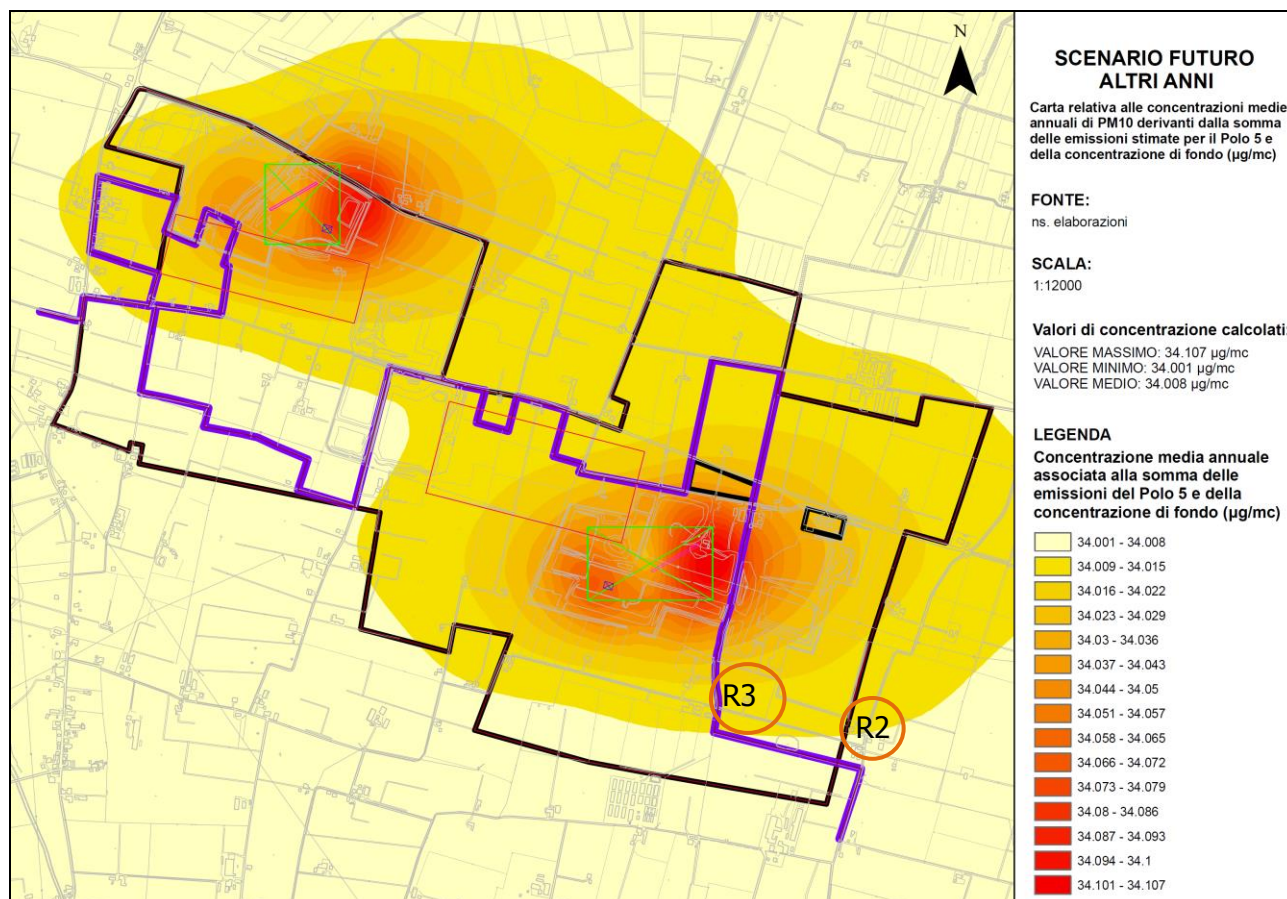 N
R3
R2
SCENARIO FUTURO
ALTRI ANNI
Carta relativa alle concentrazioni medie
annuali di PM10 derivanti dalla somma
delle emissioni stimate per il Polo 5 e
della concentrazione di fondo (µg/mc)
FONTE:
ns. elaborazioni
SCALA:
1:12000
Valori di concentrazione calcolati:
VALORE MASSIMO: 34.107 µg/mc
VALORE MINIMO: 34.001 µg/mc
VALORE MEDIO: 34.008 µg/mc
LEGENDA
Concentrazione media annuale
associata alla somma delle
emissioni del Polo 5 e della
concentrazione di fondo (µg/mc)
34.001 - 34.008
34.009 - 34.015
34.016 - 34.022
34.023 - 34.029
34.03 - 34.036
34.037 - 34.043
34.044 - 34.05
34.051 - 34.057
34.058 - 34.065
34.066 - 34.072
34.073 - 34.079
34.08 - 34.086
34.087 - 34.093
34.094 - 34.1
34.101 - 34.107